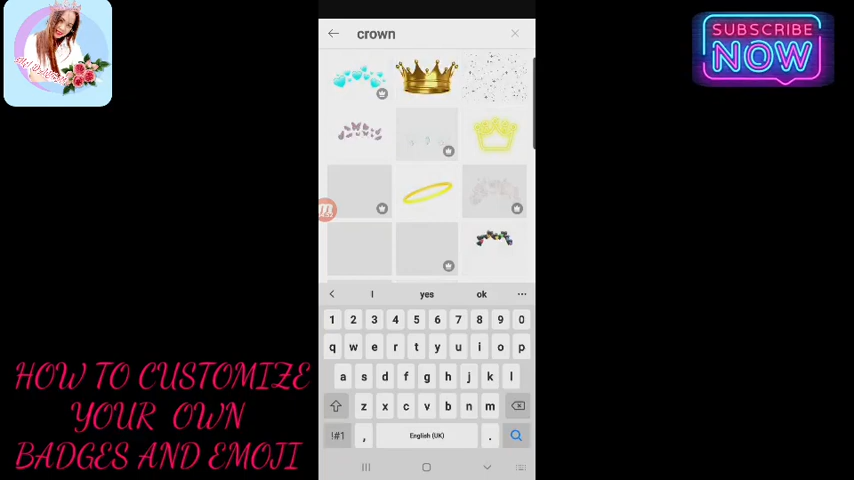 crown
SUBSCRIBE
NOW
I yes ok
1 2 3 4 5 6 7 8 9 0
q w e r t y u i o p
a s d f g h j k l
z x c v b n m
!#1 , English (UK) .
HOW TO CUSTOMIZE
YOUR OWN
BADGES AND EMOJI